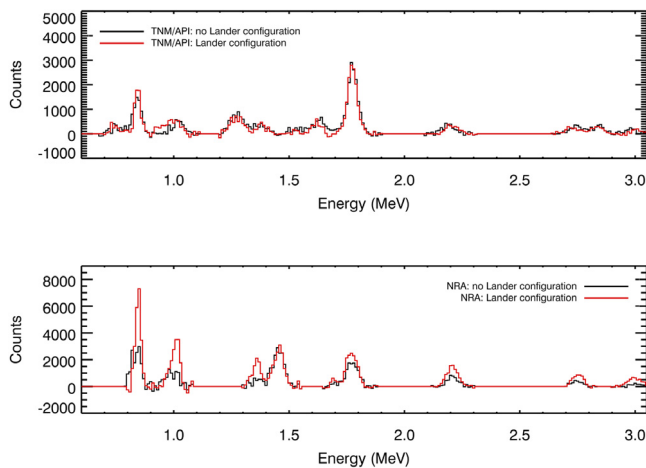 5000
4000
3000
2000
1000
0
-1000
Counts
TNM/API: no Lander configuration
TNM/API: Lander configuration
1.0 1.5 2.0 2.5 3.0
Energy (MeV)
8000
6000
4000
2000
0
-2000
Counts
NRA: no Lander configuration
NRA: Lander configuration
1.0 1.5 2.0 2.5 3.0
Energy (MeV)